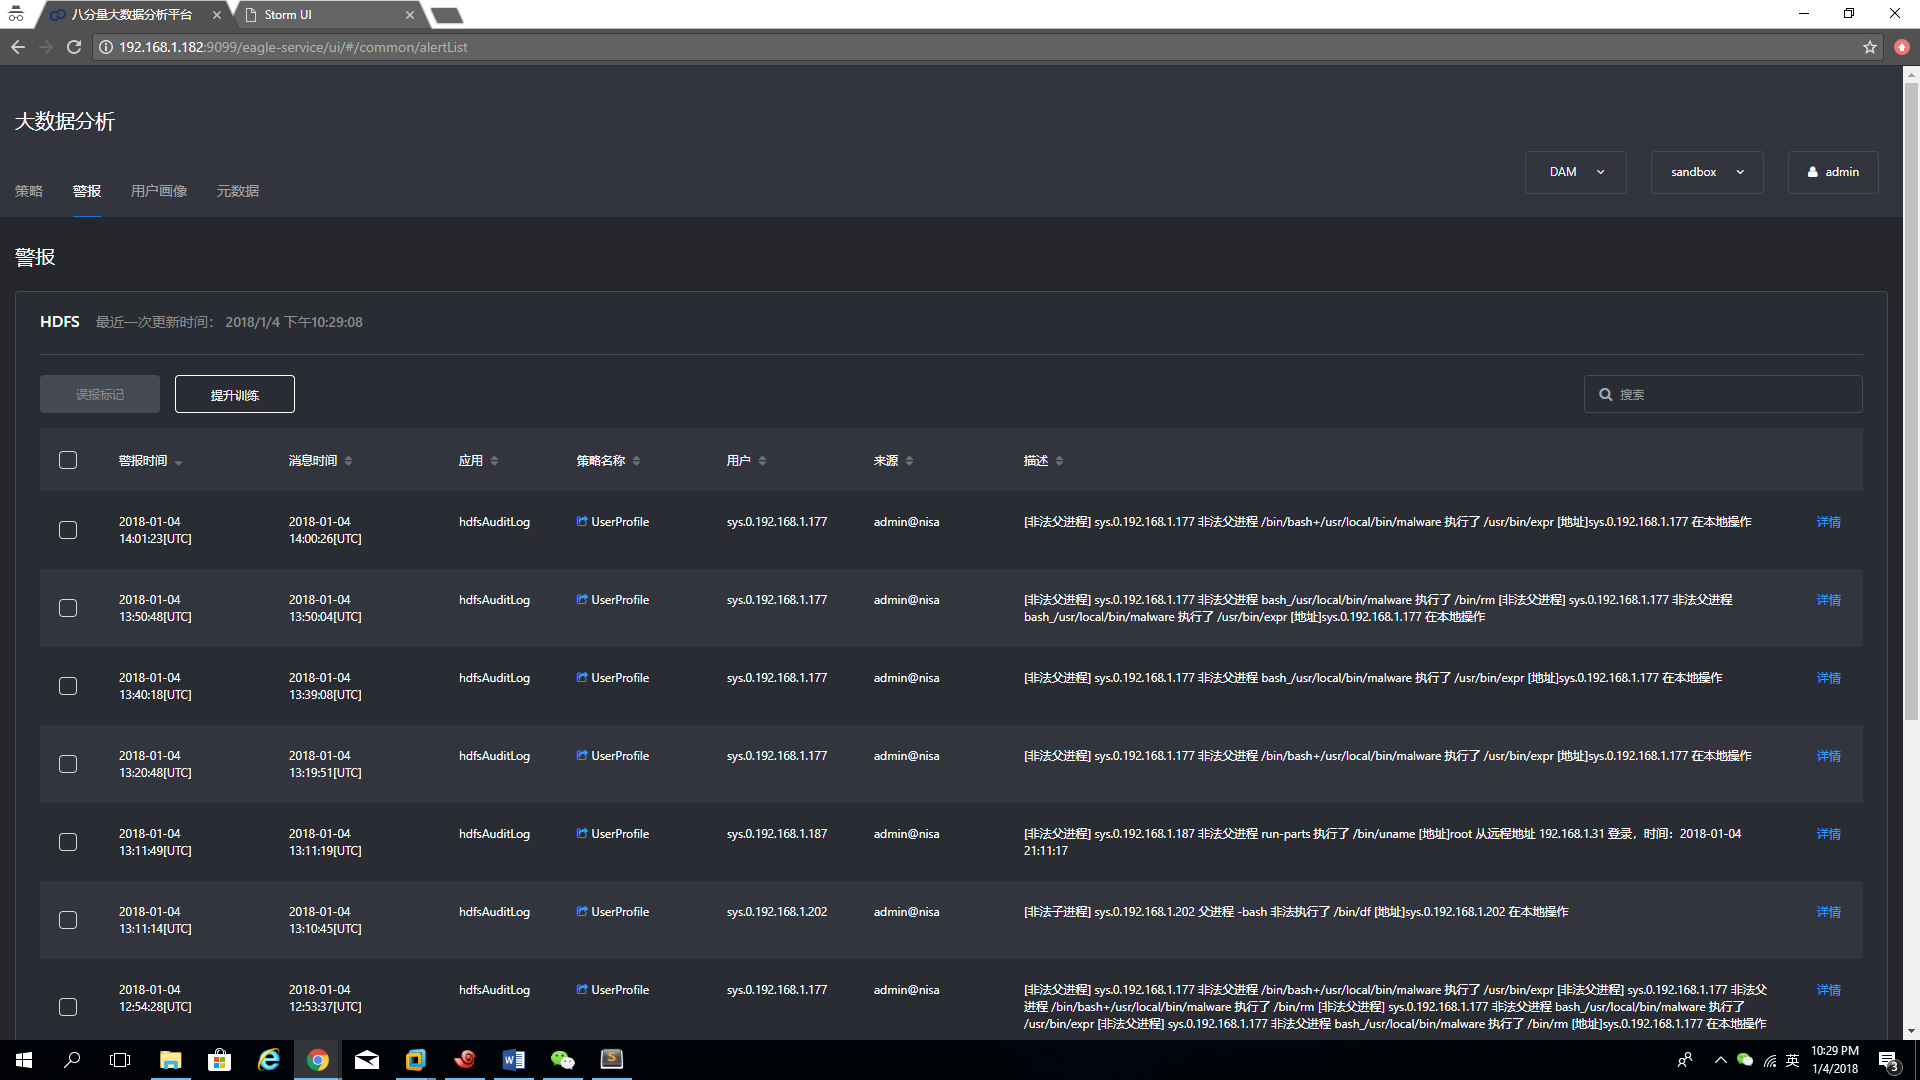 八分量大数据分析平台
Storm UI
192.168.1.182:9099/eagle-service/ui/#/common/alertList
大数据分析
策略 警报 用户画像 元数据
DAM sandbox admin
警报
HDFS 最近一次更新时间： 2018/1/4 下午10:29:08
误报标记 提升训练 搜索
警报时间 消息时间 应用 策略名称 用户 来源 描述
2018-01-04 14:01:23[UTC] 2018-01-04 14:00:26[UTC] hdfsAuditLog UserProfile sys.0.192.168.1.177 admin@nisa [非法父进程] sys.0.192.168.1.177 非法父进程 /bin/bash+/usr/local/bin/malware 执行了 /usr/bin/expr [地址]sys.0.192.168.1.177 在本地操作 详情
2018-01-04 13:50:48[UTC] 2018-01-04 13:50:04[UTC] hdfsAuditLog UserProfile sys.0.192.168.1.177 admin@nisa [非法父进程] sys.0.192.168.1.177 非法父进程 bash_/usr/local/bin/malware 执行了 /bin/rm [非法父进程] sys.0.192.168.1.177 非法父进程 详情
bash_/usr/local/bin/malware 执行了 /usr/bin/expr [地址]sys.0.192.168.1.177 在本地操作
2018-01-04 13:40:18[UTC] 2018-01-04 13:39:08[UTC] hdfsAuditLog UserProfile sys.0.192.168.1.177 admin@nisa [非法父进程] sys.0.192.168.1.177 非法父进程 bash_/usr/local/bin/malware 执行了 /usr/bin/expr [地址]sys.0.192.168.1.177 在本地操作 详情
2018-01-04 13:20:48[UTC] 2018-01-04 13:19:51[UTC] hdfsAuditLog UserProfile sys.0.192.168.1.177 admin@nisa [非法父进程] sys.0.192.168.1.177 非法父进程 /bin/bash+/usr/local/bin/malware 执行了 /usr/bin/expr [地址]sys.0.192.168.1.177 在本地操作 详情
2018-01-04 13:11:49[UTC] 2018-01-04 13:11:19[UTC] hdfsAuditLog UserProfile sys.0.192.168.1.187 admin@nisa [非法父进程] sys.0.192.168.1.187 非法父进程 run-parts 执行了 /bin/uname [地址]root 从远程地址 192.168.1.31 登录，时间：2018-01-04 详情
21:11:17
2018-01-04 13:11:14[UTC] 2018-01-04 13:10:45[UTC] hdfsAuditLog UserProfile sys.0.192.168.1.202 admin@nisa [非法子进程] sys.0.192.168.1.202 父进程 -bash 非法执行了 /bin/df [地址]sys.0.192.168.1.202 在本地操作 详情
2018-01-04 12:54:28[UTC] 2018-01-04 12:53:37[UTC] hdfsAuditLog UserProfile sys.0.192.168.1.177 admin@nisa [非法父进程] sys.0.192.168.1.177 非法父进程 /bin/bash+/usr/local/bin/malware 执行了 /usr/bin/expr [非法父进程] sys.0.192.168.1.177 非法父 详情
进程 /bin/bash+/usr/local/bin/malware 执行了 /bin/rm [非法父进程] sys.0.192.168.1.177 非法父进程 bash_/usr/local/bin/malware 执行了
/usr/bin/expr [非法父进程] sys.0.192.168.1.177 非法父进程 bash_/usr/local/bin/malware 执行了 /bin/rm [地址]sys.0.192.168.1.177 在本地操作
英
10:29 PM
1/4/2018
3